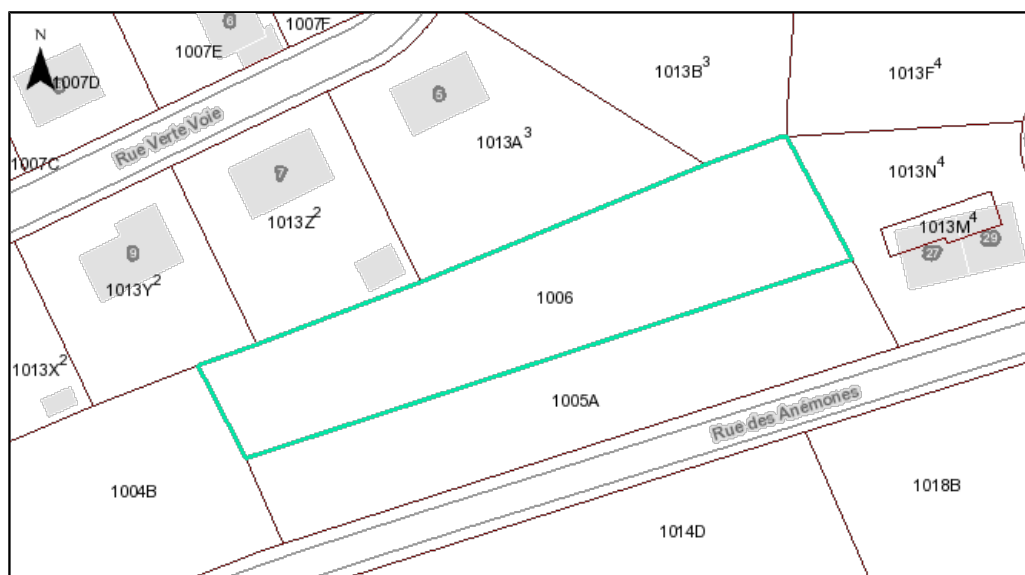 N
6
1007F
1007E
1007D
1013B³
1013F⁴
5
Rue Verte Voie
1013A³
1007C
7
1013N⁴
1013Z²
1013M⁴
9
27
29
1013Y²
1006
1013X²
1005A
Rue des Anémones
1004B
1018B
1014D